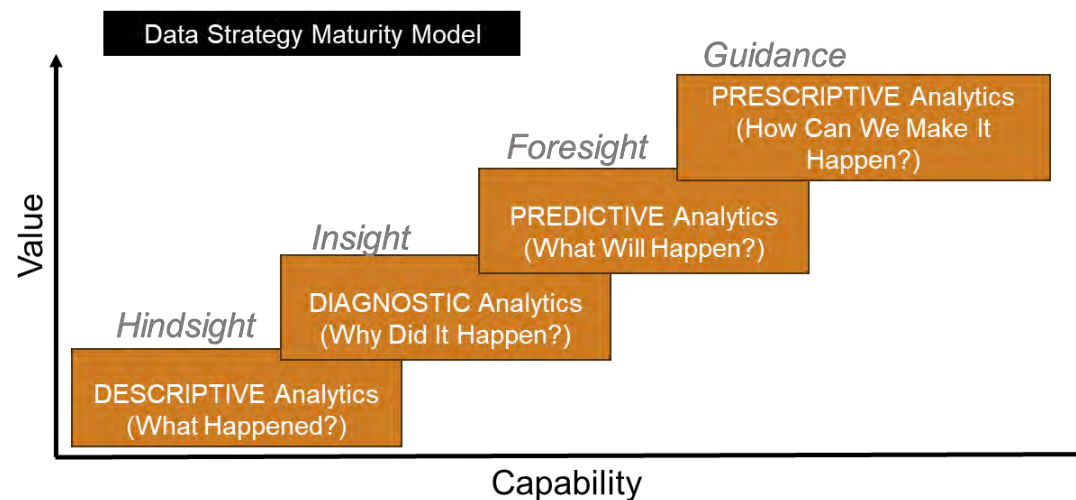 Data Strategy Maturity Model
Guidance
PRESCRIPTIVE Analytics
(How Can We Make It
Happen?)
Foresight
PREDICTIVE Analytics
(What Will Happen?)
Insight
DIAGNOSTIC Analytics
(Why Did It Happen?)
Hindsight
DESCRIPTIVE Analytics
(What Happened?)
Value
Capability